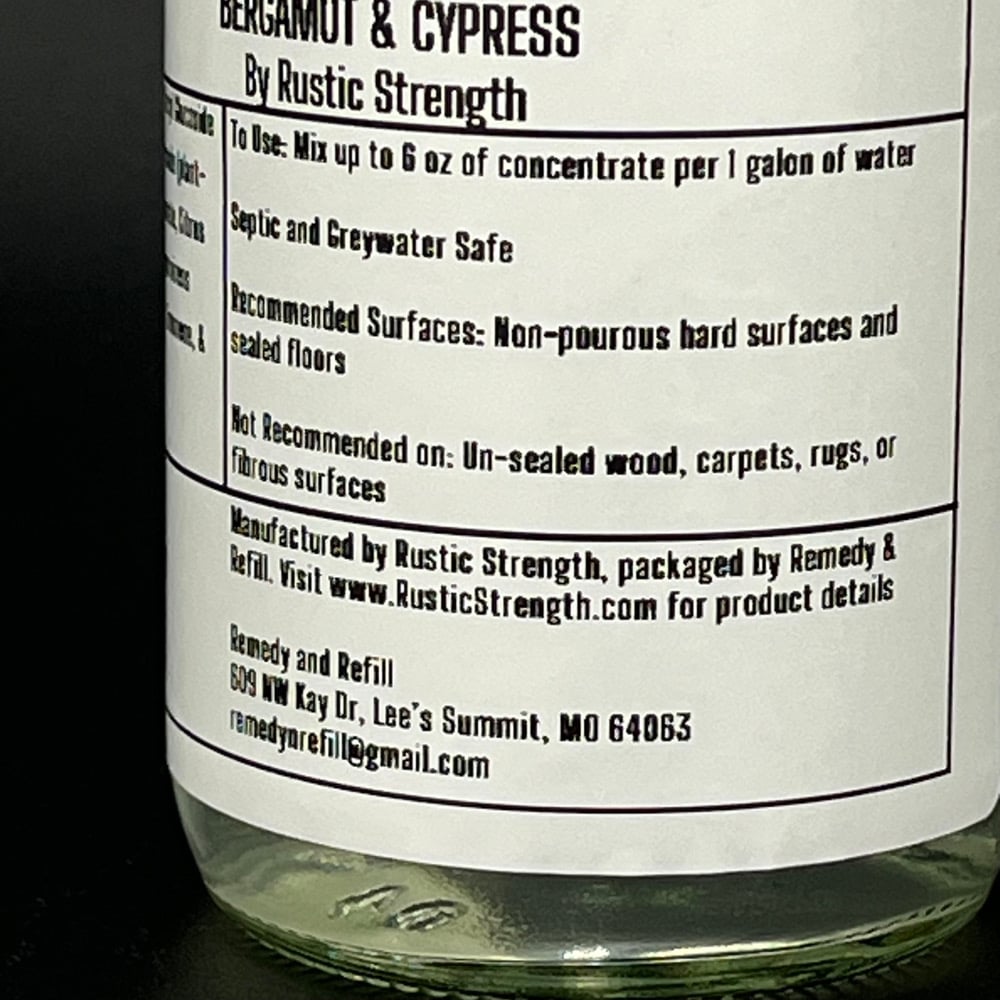 BERGAMOT & CYPRESS
By Rustic Strength
To Use: Mix up to 6 oz of concentrate per 1 galon of water
Septic and Greywater Safe
Recommended Surfaces: Non-pourous hard surfaces and
sealed floors
Not Recommended on: Un-sealed wood, carpets, rugs, or
fibrous surfaces
Citrus
&
Manufactured by Rustic Strength, packaged by Remedy &
Refill. Visit www.RusticStrength.com for product details
Remedy and Refill
609 NW Kay Dr, Lee's Summit, MO 64063
remedynrefill@gmail.com